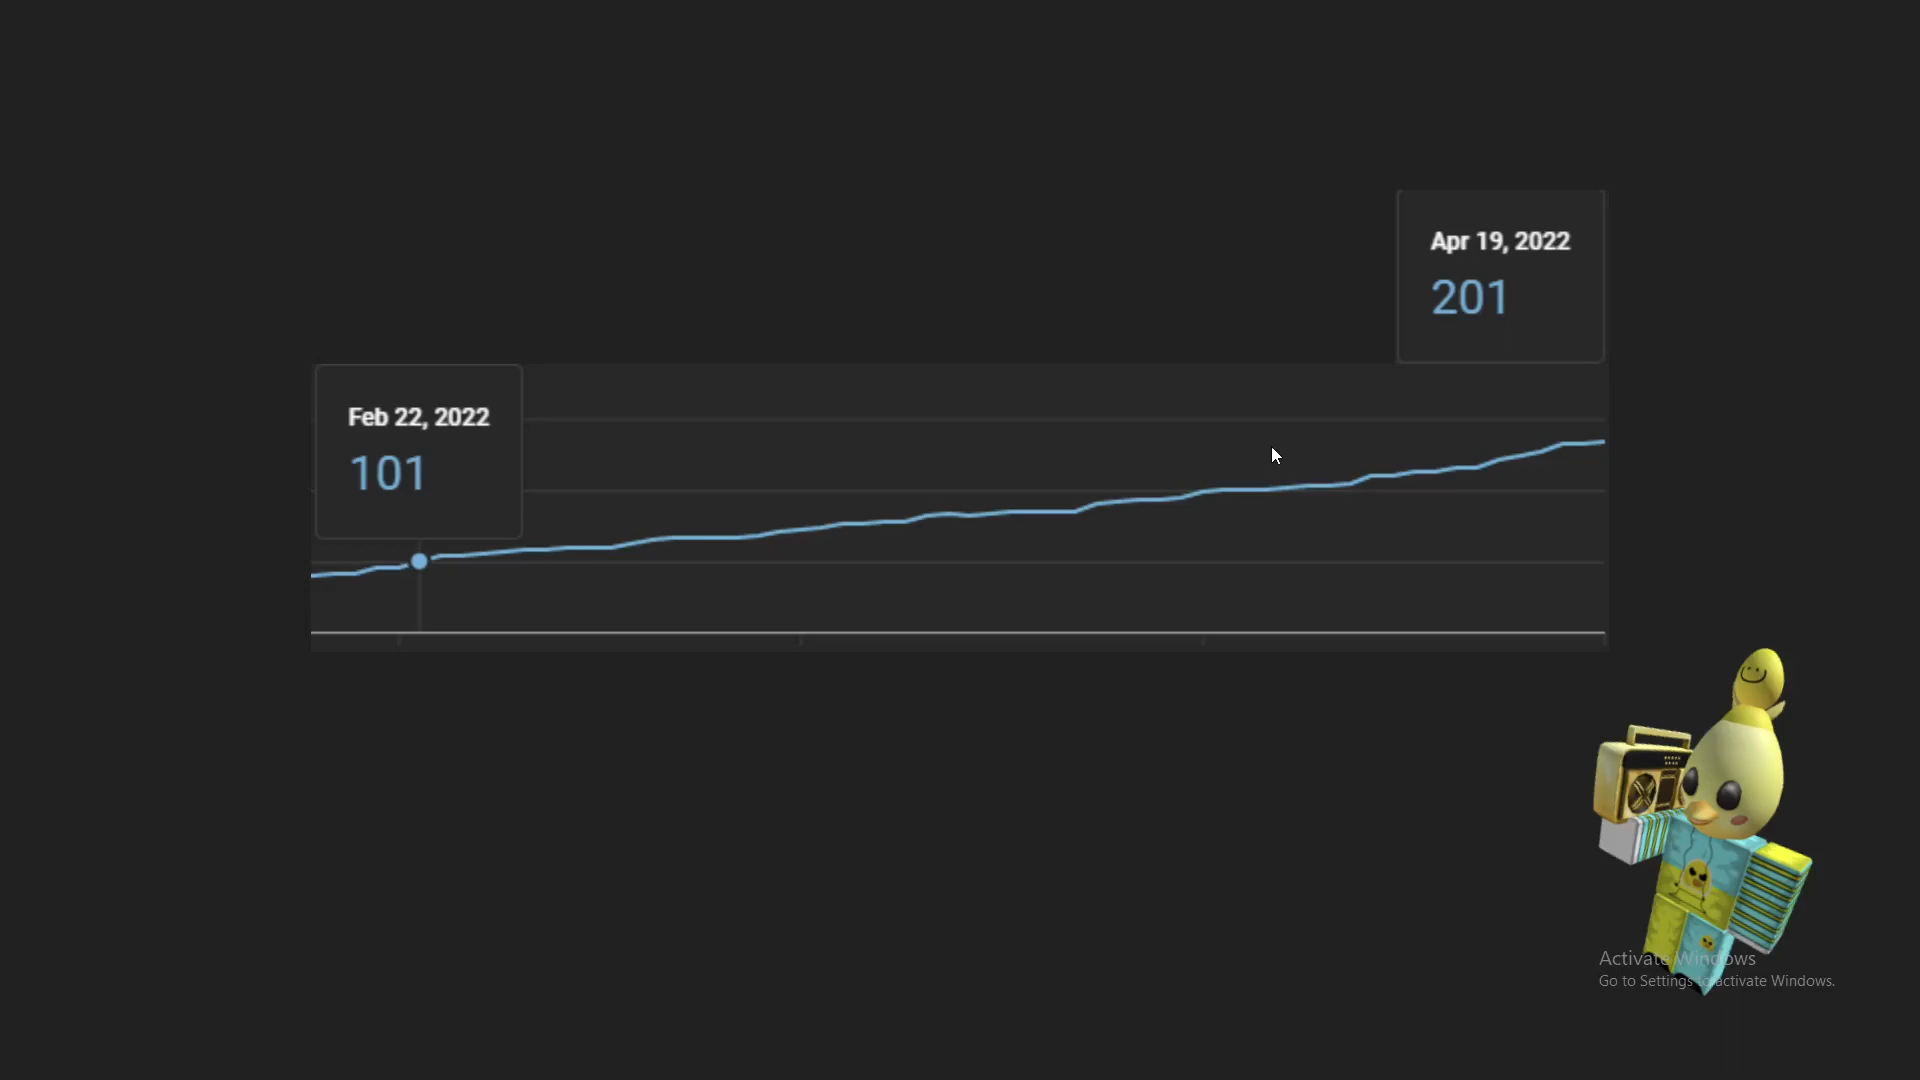 Apr 19, 2022
201
Feb 22, 2022
101
Activate Windows
Go to Settings to activate Windows.